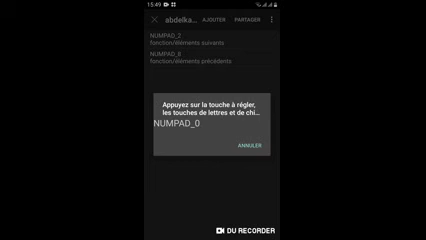 15.49
abdelka... AJOUTER PARTAGER
NUMPAD_2
fonction/éléments suivants
NUMPAD_8
fonction/éléments précédents
Appuyez sur la touche à régler,
les touches de lettres et de chi...
NUMPAD_0
ANNULER
DU RECORDER